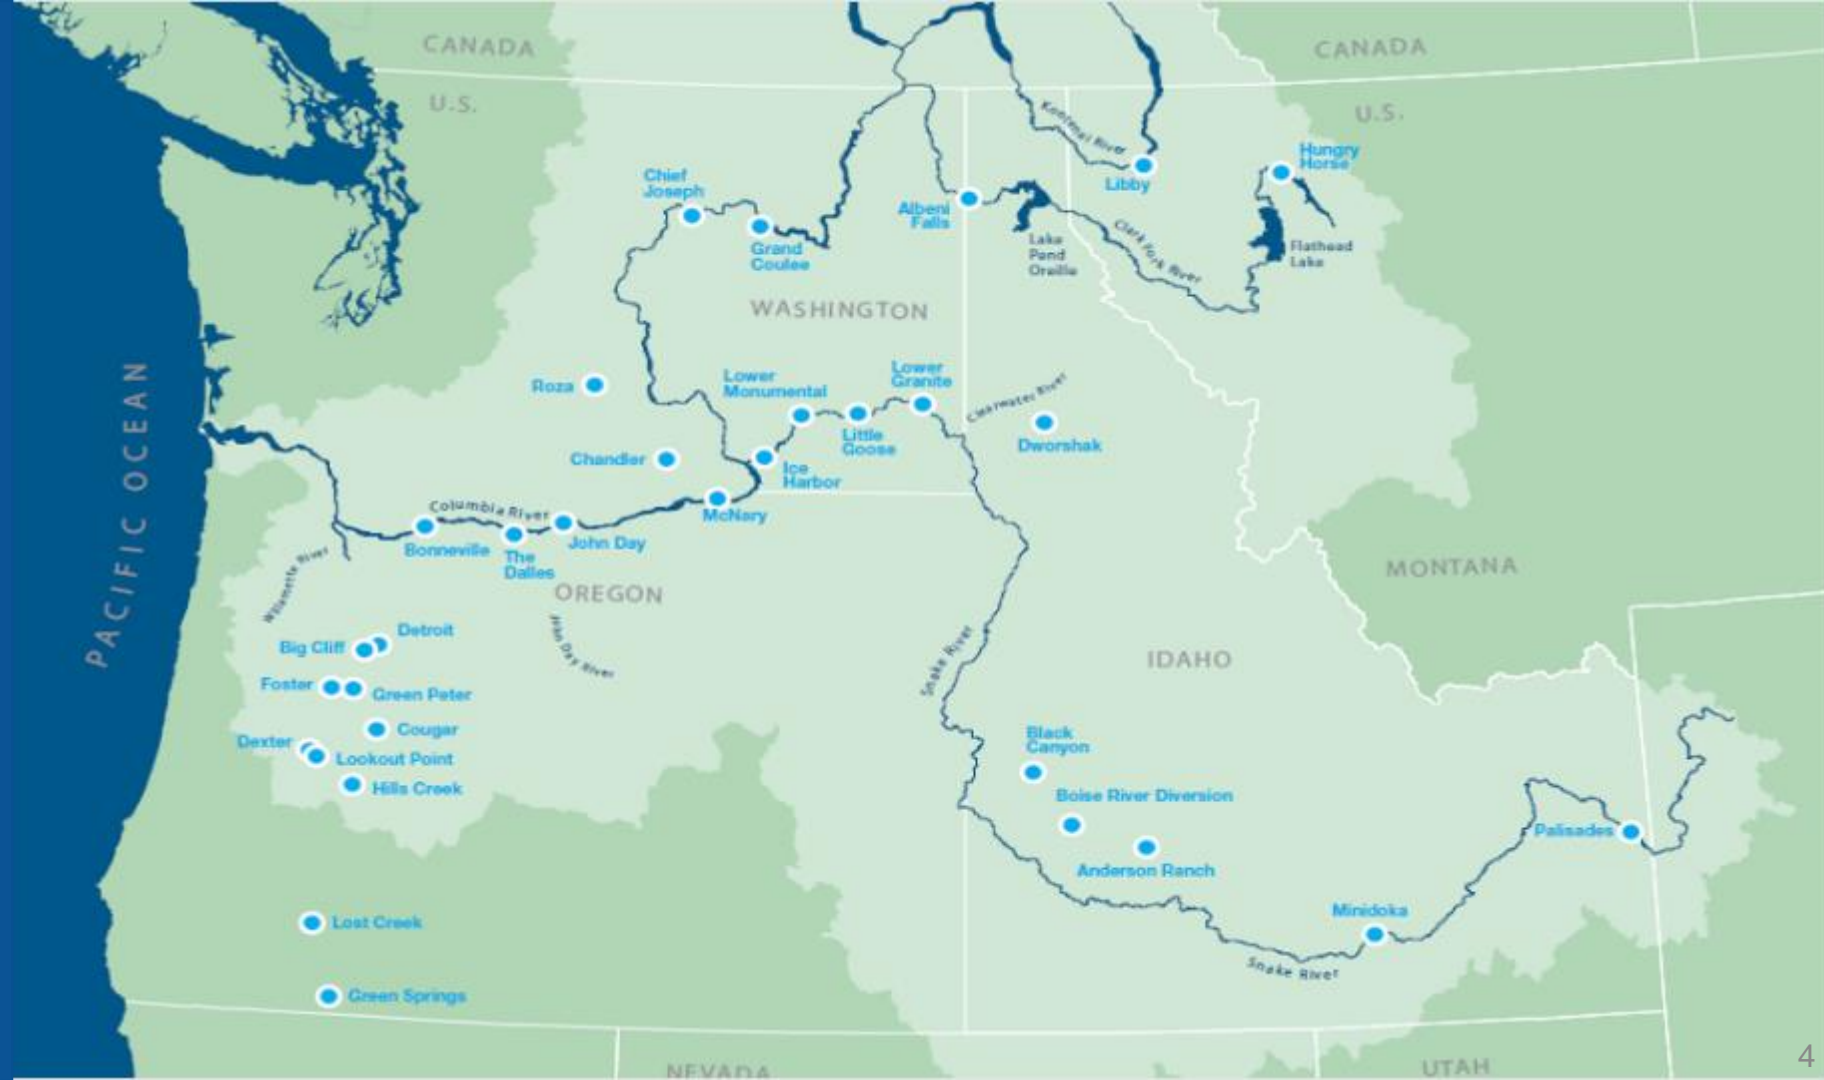 CANADA
CANADA
U.S.
U.S.
Kootenai River
Hungry
Horse
Libby
Chief
Joseph
Albeni
Falls
Grand
Coulee
Lake
Pend
Oreille
Clark Fork River
Flathead
Lake
WASHINGTON
PACIFIC OCEAN
Roza
Lower
Monumental
Lower
Granite
Clearwater River
Little
Goose
Dworshak
Chandler
Ice
Harbor
McNary
Columbia River
Bonneville
The
Dalles
John Day
Willamette River
OREGON
MONTANA
John Day River
Snake River
IDAHO
Detroit
Big Cliff
Foster
Green Peter
Cougar
Dexter
Lookout Point
Hills Creek
Black
Canyon
Boise River Diversion
Anderson Ranch
Palisades
Minidoka
Snake River
Lost Creek
Green Springs
NEVADA
UTAH
4